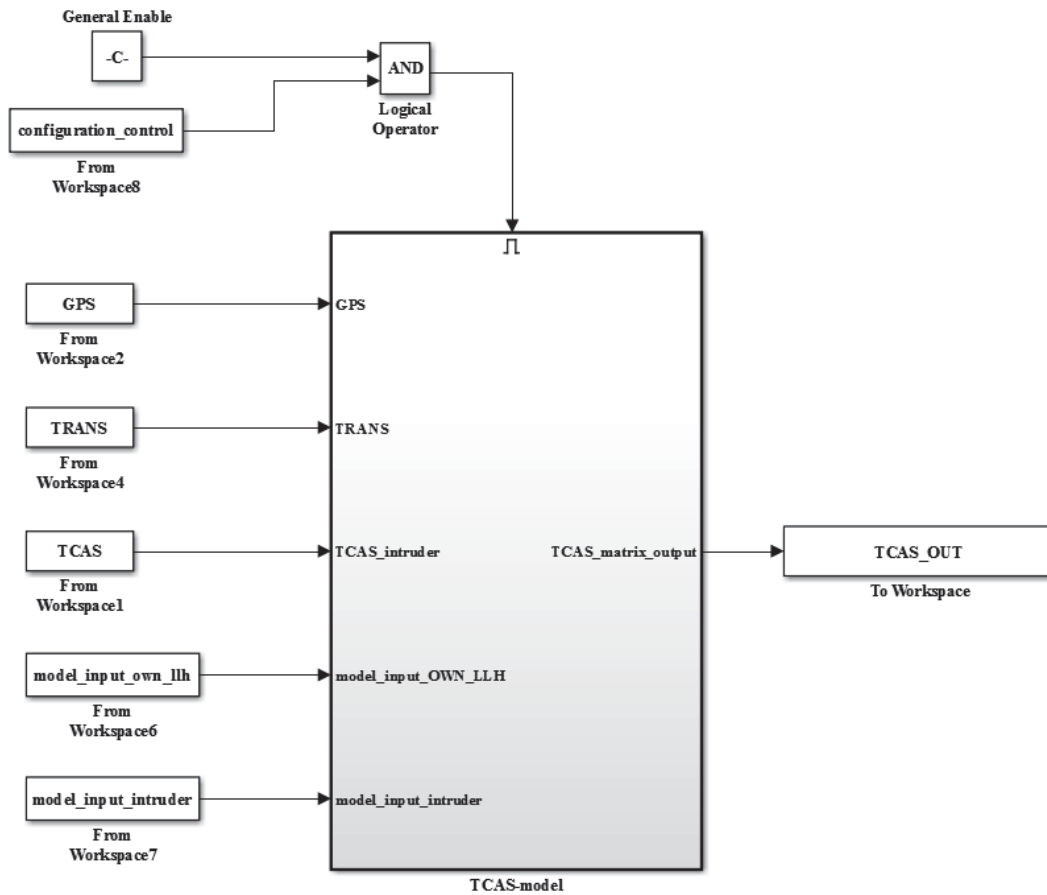 General Enable
-C-
AND
Logical
Operator
configuration_control
From
Workspace8
GPS
From
Workspace2
GPS
TRANS
From
Workspace4
TRANS
TCAS
From
Workspace1
TCAS_intruder
TCAS_matrix_output
TCAS_OUT
To Workspace
model_input_own_llh
From
Workspace6
model_input_OWN_LLH
model_input_intruder
From
Workspace7
model_input_intruder
TCAS-model